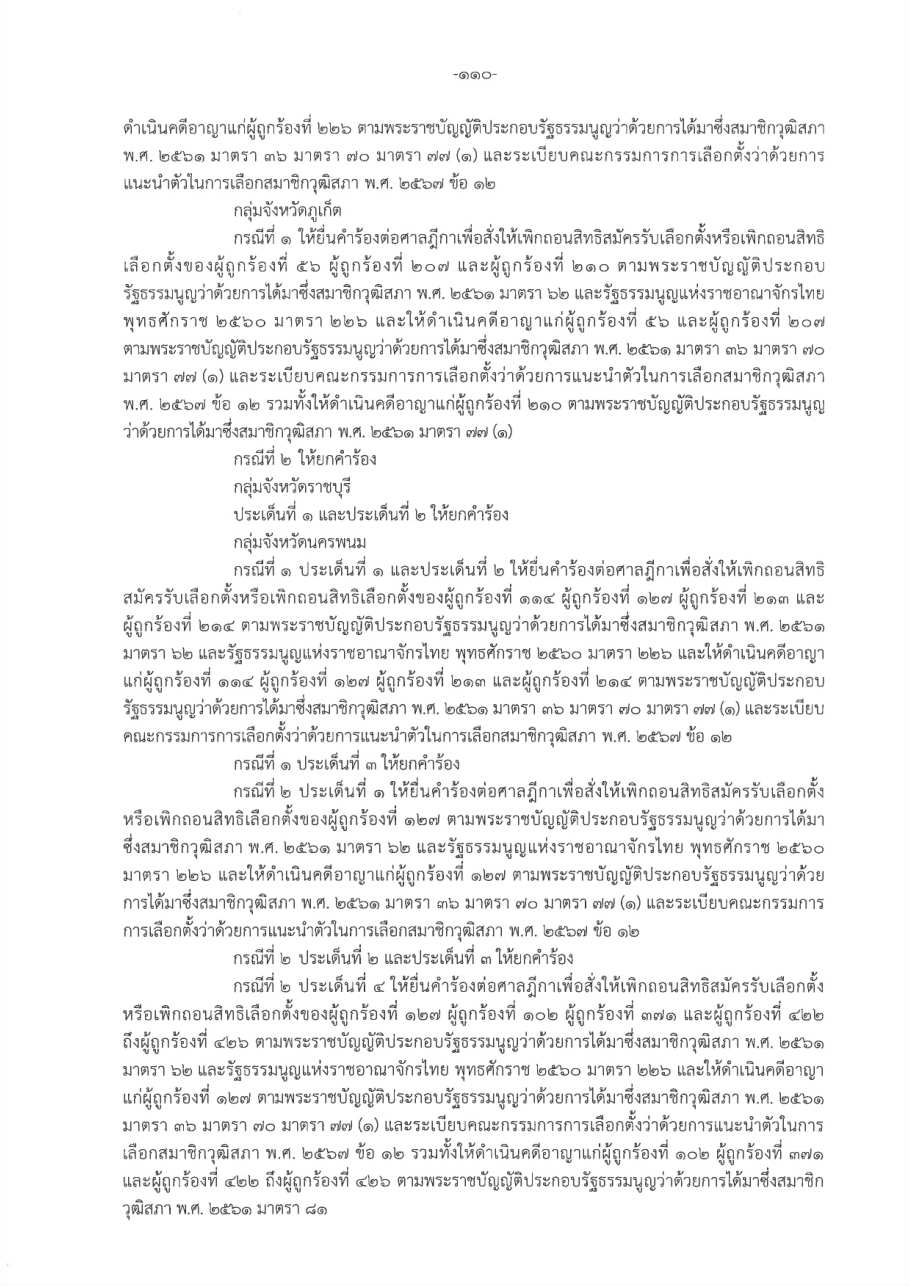 -๑๑๐-
ดำเนินคดีอาญาแก่ผู้ถูกร้องที่ ๒๒๖ ตามพระราชบัญญัติประกอบรัฐธรรมนูญว่าด้วยการได้มาซึ่งสมาชิกวุฒิสภา
พ.ศ. ๒๕๖๑ มาตรา ๓๖ มาตรา ๗๐ มาตรา ๗๗ (๑) และระเบียบคณะกรรมการการเลือกตั้งว่าด้วยการ
แนะนำตัวในการเลือกสมาชิกวุฒิสภา พ.ศ. ๒๕๖๗ ข้อ ๑๒
กลุ่มจังหวัดภูเก็ต
กรณีที่ ๑ ให้ยื่นคำร้องต่อศาลฎีกาเพื่อสั่งให้เพิกถอนสิทธิสมัครรับเลือกตั้งหรือเพิกถอนสิทธิ
เลือกตั้งของผู้ถูกร้องที่ ๕๖ ผู้ถูกร้องที่ ๒๐๗ และผู้ถูกร้องที่ ๒๑๐ ตามพระราชบัญญัติประกอบ
รัฐธรรมนูญว่าด้วยการได้มาซึ่งสมาชิกวุฒิสภา พ.ศ. ๒๕๖๑ มาตรา ๖๒ และรัฐธรรมนูญแห่งราชอาณาจักรไทย
พุทธศักราช ๒๕๖๐ มาตรา ๒๒๖ และให้ดำเนินคดีอาญาแก่ผู้ถูกร้องที่ ๕๖ และผู้ถูกร้องที่ ๒๐๗
ตามพระราชบัญญัติประกอบรัฐธรรมนูญว่าด้วยการได้มาซึ่งสมาชิกวุฒิสภา พ.ศ. ๒๕๖๑ มาตรา ๓๖ มาตรา ๗๐
มาตรา ๗๗ (๑) และระเบียบคณะกรรมการการเลือกตั้งว่าด้วยการแนะนำตัวในการเลือกสมาชิกวุฒิสภา
พ.ศ. ๒๕๖๗ ข้อ ๑๒ รวมทั้งให้ดำเนินคดีอาญาแก่ผู้ถูกร้องที่ ๒๑๐ ตามพระราชบัญญัติประกอบรัฐธรรมนูญ
ว่าด้วยการได้มาซึ่งสมาชิกวุฒิสภา พ.ศ. ๒๕๖๑ มาตรา ๗๗ (๑)
กรณีที่ ๒ ให้ยกคำร้อง
กลุ่มจังหวัดราชบุรี
ประเด็นที่ ๑ และประเด็นที่ ๒ ให้ยกคำร้อง
กลุ่มจังหวัดนครพนม
กรณีที่ ๑ ประเด็นที่ ๑ และประเด็นที่ ๒ ให้ยื่นคำร้องต่อศาลฎีกาเพื่อสั่งให้เพิกถอนสิทธิ
สมัครรับเลือกตั้งหรือเพิกถอนสิทธิเลือกตั้งของผู้ถูกร้องที่ ๑๑๔ ผู้ถูกร้องที่ ๑๒๗ ผู้ถูกร้องที่ ๒๑๓ และ
ผู้ถูกร้องที่ ๒๑๔ ตามพระราชบัญญัติประกอบรัฐธรรมนูญว่าด้วยการได้มาซึ่งสมาชิกวุฒิสภา พ.ศ. ๒๕๖๑
มาตรา ๖๒ และรัฐธรรมนูญแห่งราชอาณาจักรไทย พุทธศักราช ๒๕๖๐ มาตรา ๒๒๖ และให้ดำเนินคดีอาญา
แก่ผู้ถูกร้องที่ ๑๑๔ ผู้ถูกร้องที่ ๑๒๗ ผู้ถูกร้องที่ ๒๑๓ และผู้ถูกร้องที่ ๒๑๔ ตามพระราชบัญญัติประกอบ
รัฐธรรมนูญว่าด้วยการได้มาซึ่งสมาชิกวุฒิสภา พ.ศ. ๒๕๖๑ มาตรา ๓๖ มาตรา ๗๐ มาตรา ๗๗ (๑) และระเบียบ
คณะกรรมการการเลือกตั้งว่าด้วยการแนะนำตัวในการเลือกสมาชิกวุฒิสภา พ.ศ. ๒๕๖๗ ข้อ ๑๒
กรณีที่ ๑ ประเด็นที่ ๓ ให้ยกคำร้อง
กรณีที่ ๒ ประเด็นที่ ๑ ให้ยื่นคำร้องต่อศาลฎีกาเพื่อสั่งให้เพิกถอนสิทธิสมัครรับเลือกตั้ง
หรือเพิกถอนสิทธิเลือกตั้งของผู้ถูกร้องที่ ๑๒๗ ตามพระราชบัญญัติประกอบรัฐธรรมนูญว่าด้วยการได้มา
ซึ่งสมาชิกวุฒิสภา พ.ศ. ๒๕๖๑ มาตรา ๖๒ และรัฐธรรมนูญแห่งราชอาณาจักรไทย พุทธศักราช ๒๕๖๐
มาตรา ๒๒๖ และให้ดำเนินคดีอาญาแก่ผู้ถูกร้องที่ ๑๒๗ ตามพระราชบัญญัติประกอบรัฐธรรมนูญว่าด้วย
การได้มาซึ่งสมาชิกวุฒิสภา พ.ศ. ๒๕๖๑ มาตรา ๓๖ มาตรา ๗๐ มาตรา ๗๗ (๑) และระเบียบคณะกรรมการ
การเลือกตั้งว่าด้วยการแนะนำตัวในการเลือกสมาชิกวุฒิสภา พ.ศ. ๒๕๖๗ ข้อ ๑๒
กรณีที่ ๒ ประเด็นที่ ๒ และประเด็นที่ ๓ ให้ยกคำร้อง
กรณีที่ ๒ ประเด็นที่ ๔ ให้ยื่นคำร้องต่อศาลฎีกาเพื่อสั่งให้เพิกถอนสิทธิสมัครรับเลือกตั้ง
หรือเพิกถอนสิทธิเลือกตั้งของผู้ถูกร้องที่ ๑๒๗ ผู้ถูกร้องที่ ๑๐๒ ผู้ถูกร้องที่ ๓๗๑ และผู้ถูกร้องที่ ๔๒๒
ถึงผู้ถูกร้องที่ ๔๒๖ ตามพระราชบัญญัติประกอบรัฐธรรมนูญว่าด้วยการได้มาซึ่งสมาชิกวุฒิสภา พ.ศ. ๒๕๖๑
มาตรา ๖๒ และรัฐธรรมนูญแห่งราชอาณาจักรไทย พุทธศักราช ๒๕๖๐ มาตรา ๒๒๖ และให้ดำเนินคดีอาญา
แก่ผู้ถูกร้องที่ ๑๒๗ ตามพระราชบัญญัติประกอบรัฐธรรมนูญว่าด้วยการได้มาซึ่งสมาชิกวุฒิสภา พ.ศ. ๒๕๖๑
มาตรา ๓๖ มาตรา ๗๐ มาตรา ๗๗ (๑) และระเบียบคณะกรรมการการเลือกตั้งว่าด้วยการแนะนำตัวในการ
เลือกสมาชิกวุฒิสภา พ.ศ. ๒๕๖๗ ข้อ ๑๒ รวมทั้งให้ดำเนินคดีอาญาแก่ผู้ถูกร้องที่ ๑๐๒ ผู้ถูกร้องที่ ๓๗๑
และผู้ถูกร้องที่ ๔๒๒ ถึงผู้ถูกร้องที่ ๔๒๖ ตามพระราชบัญญัติประกอบรัฐธรรมนูญว่าด้วยการได้มาซึ่งสมาชิก
วุฒิสภา พ.ศ. ๒๕๖๑ มาตรา ๘๑